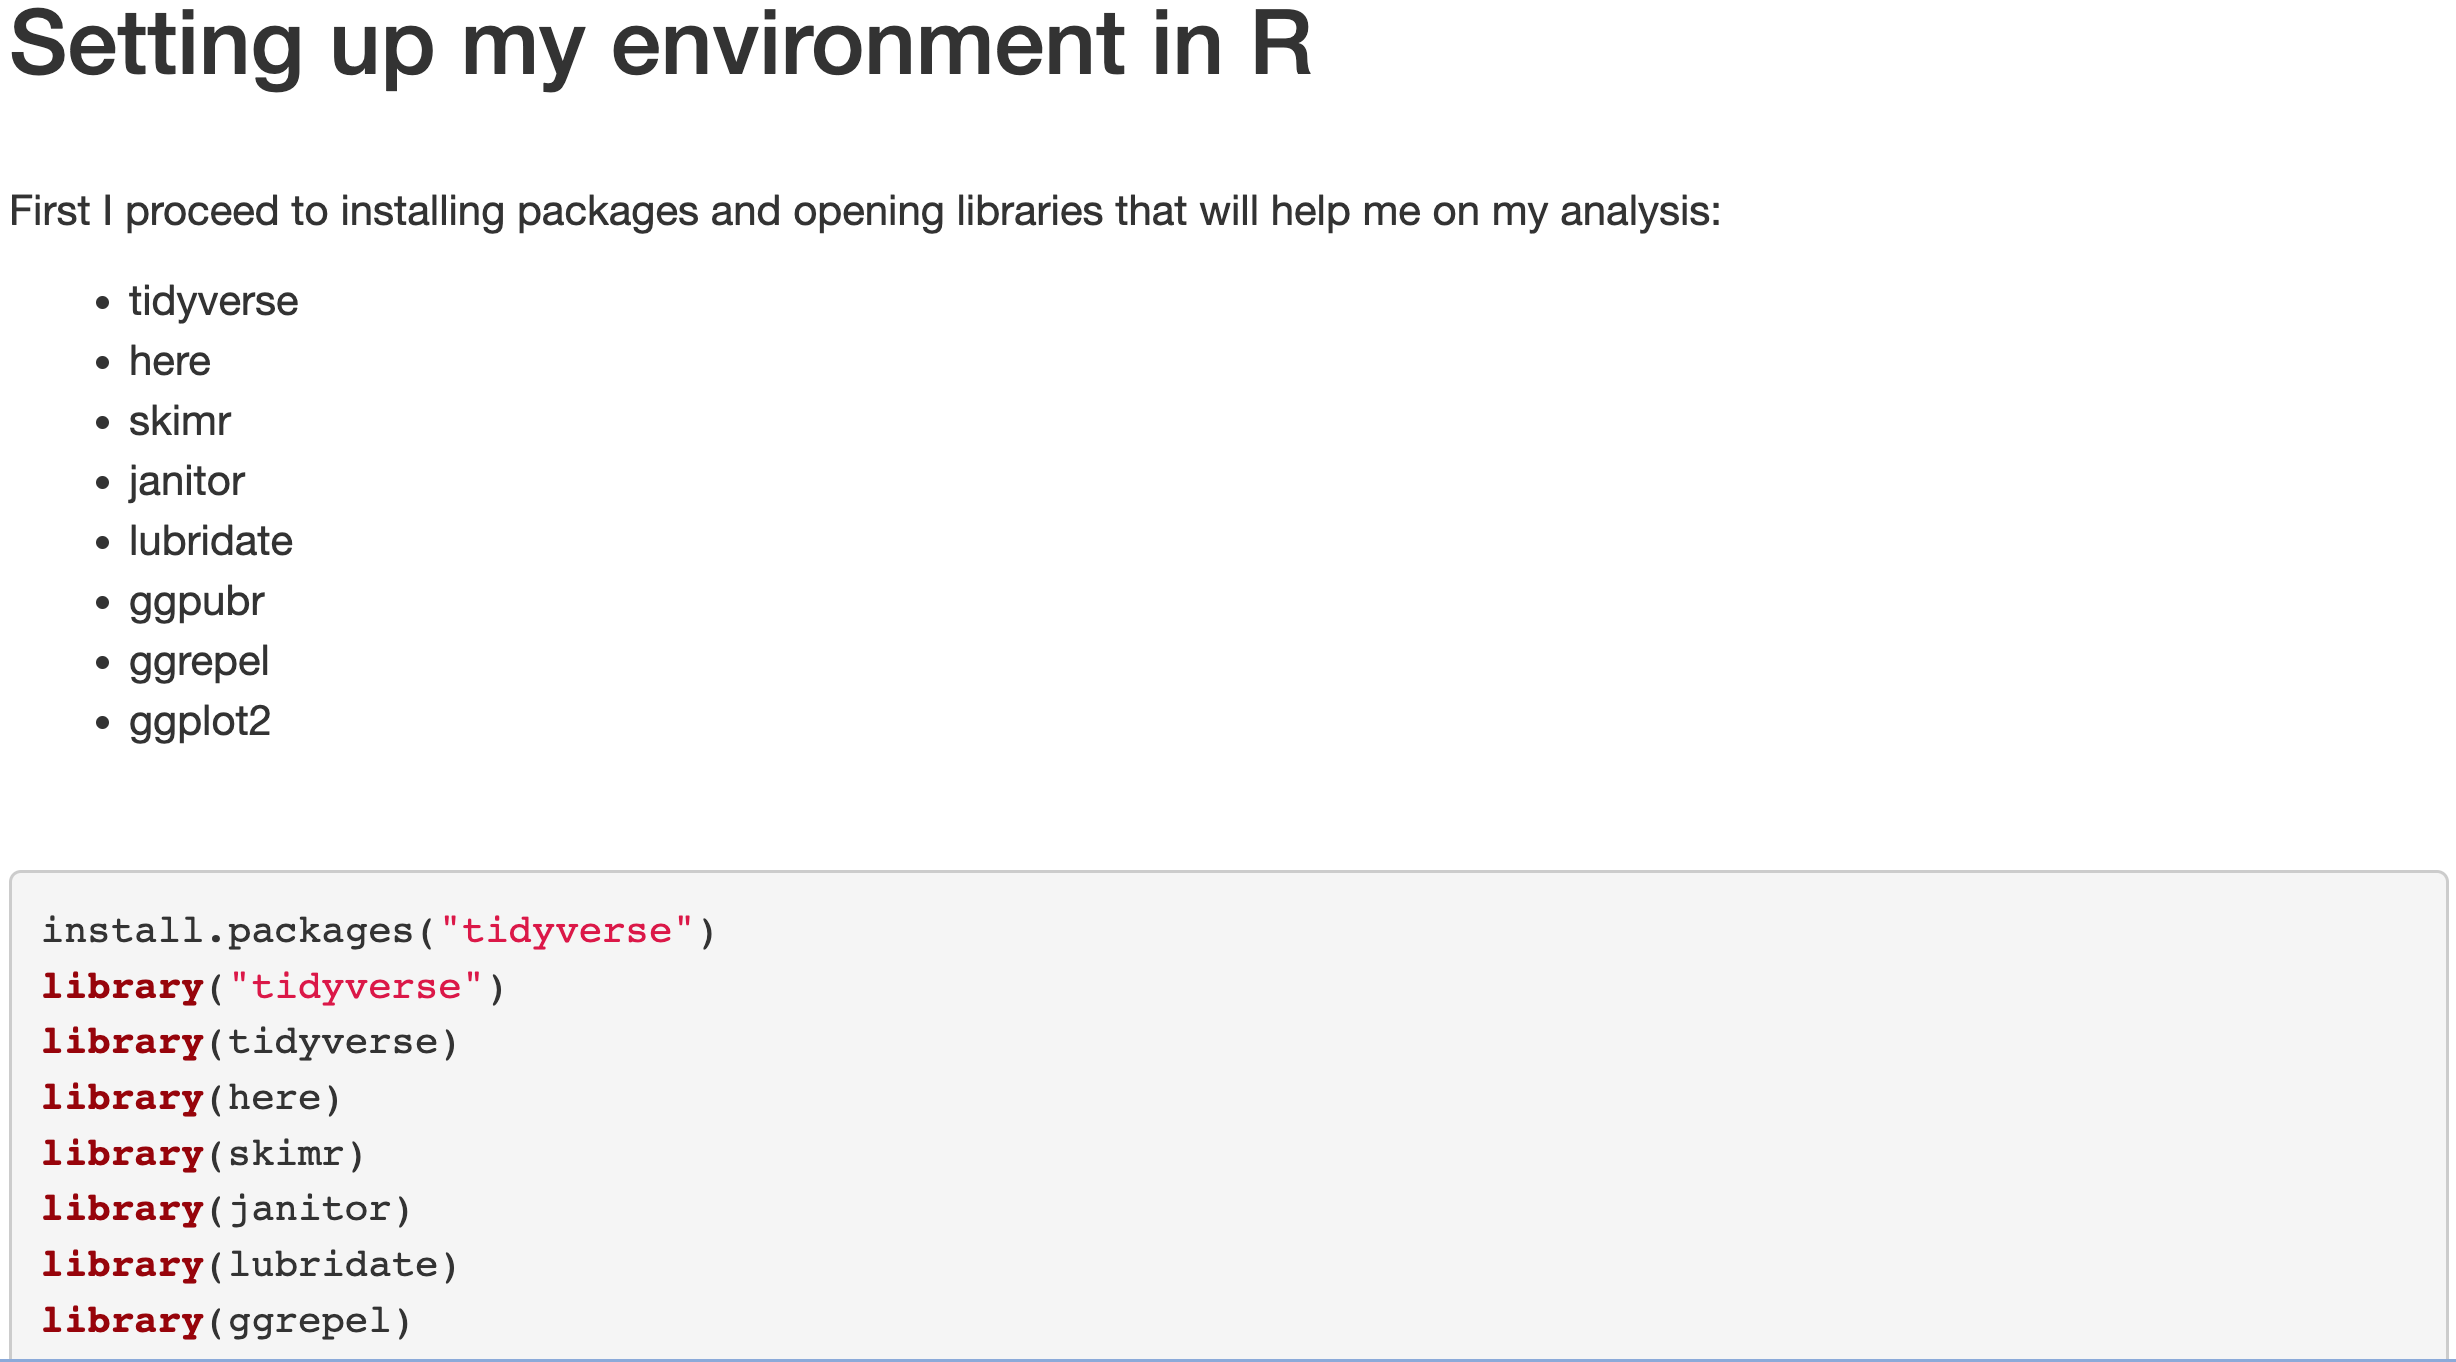 Setting up my environment in R
First I proceed to installing packages and opening libraries that will help me on my analysis:
• tidyverse
• here
• skimr
• janitor
• lubridate
• ggpubr
• ggrepel
• ggplot2
install.packages("tidyverse")
library("tidyverse")
library(tidyverse)
library(here)
library(skimr)
library(janitor)
library(lubridate)
library(ggrepel)